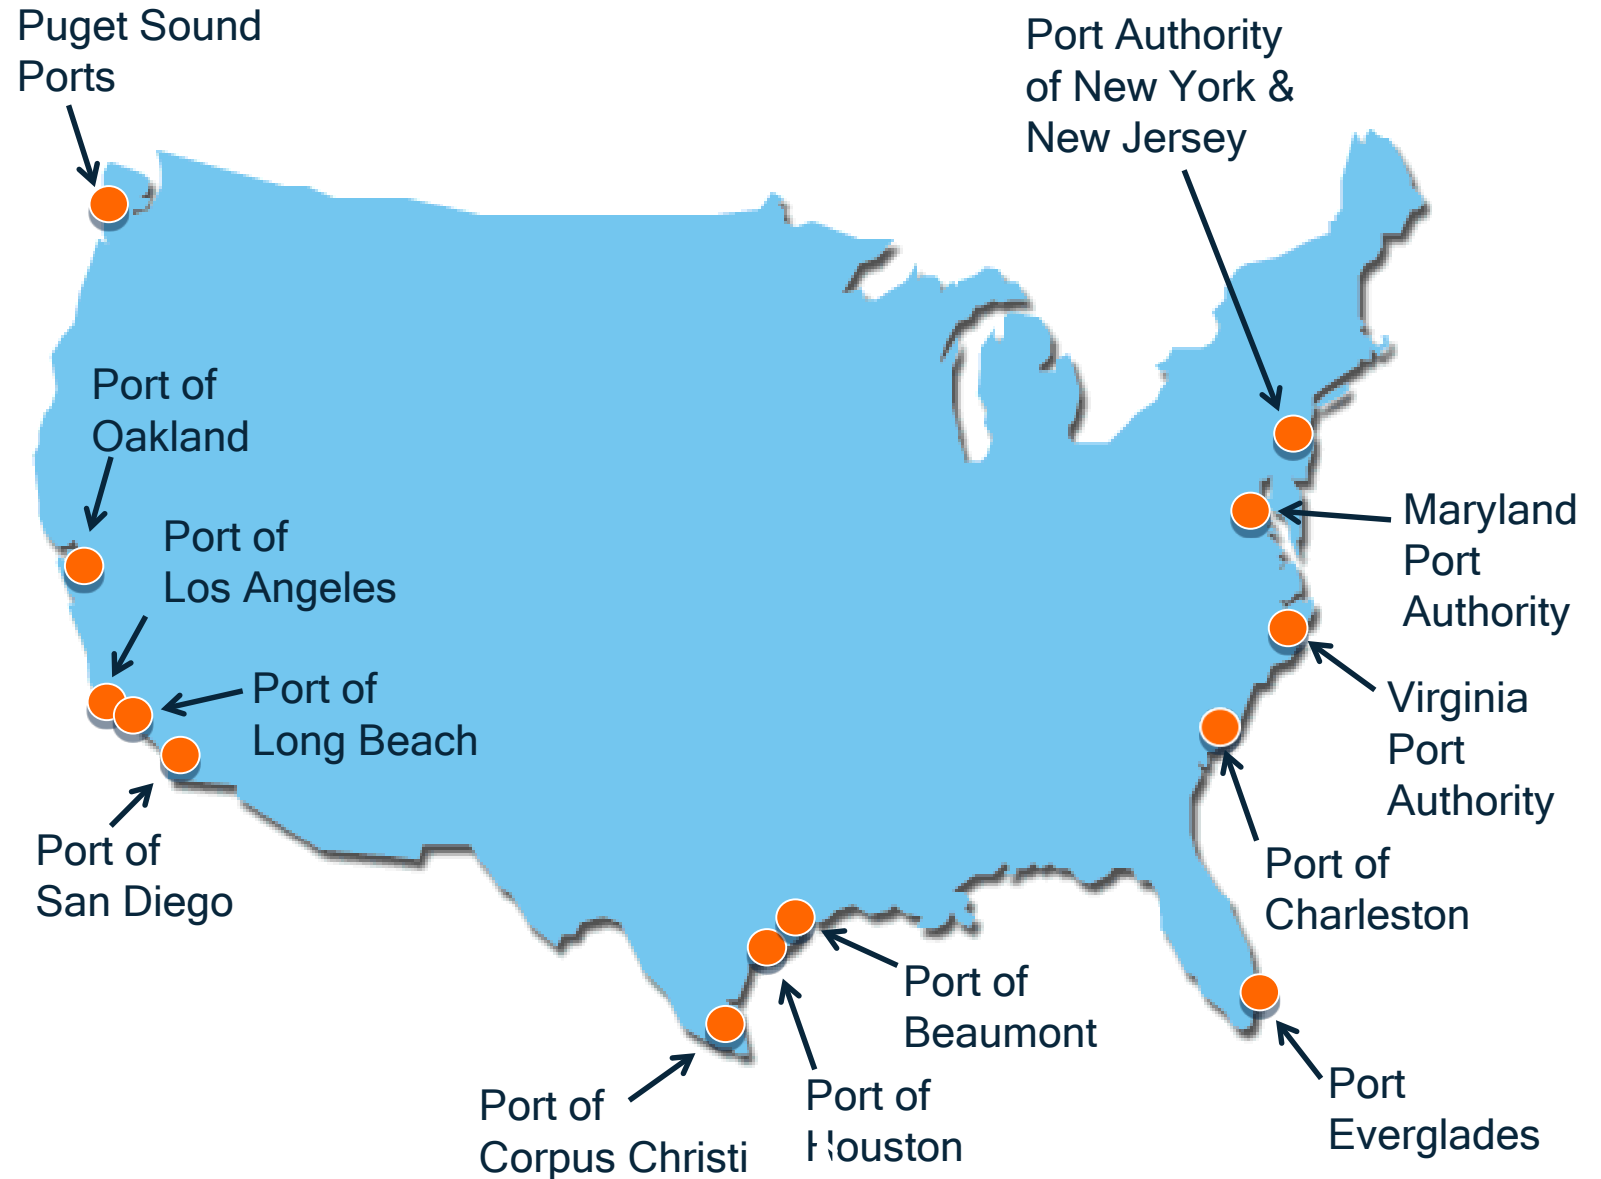 Puget Sound
Ports
Port Authority
of New York &
New Jersey
Port of
Oakland
Port of
Los Angeles
Port of
Long Beach
Port of
San Diego
Maryland
Port
Authority
Virginia
Port
Authority
Port of
Charleston
Port of
Beaumont
Port of
Houston
Port of
Corpus Christi
Port
Everglades